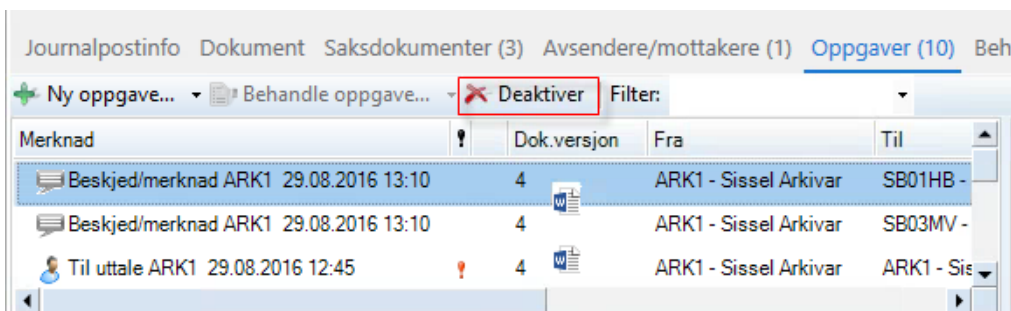 Journalpostinfo Dokument Saksdokumenter (3) Avsendere/mottakere (1) Oppgaver (10) Beh
Ny oppgave... Behandle oppgave... Deaktiver Filter:
Merknad Dok.versjon Fra Til
Beskjed/merknad ARK1 29.08.2016 13:10 4 ARK1 - Sissel Arkivar SB01HB -
Beskjed/merknad ARK1 29.08.2016 13:10 4 ARK1 - Sissel Arkivar SB03MV -
Til uttale ARK1 29.08.2016 12:45 4 ARK1 - Sissel Arkivar ARK1 - Sis